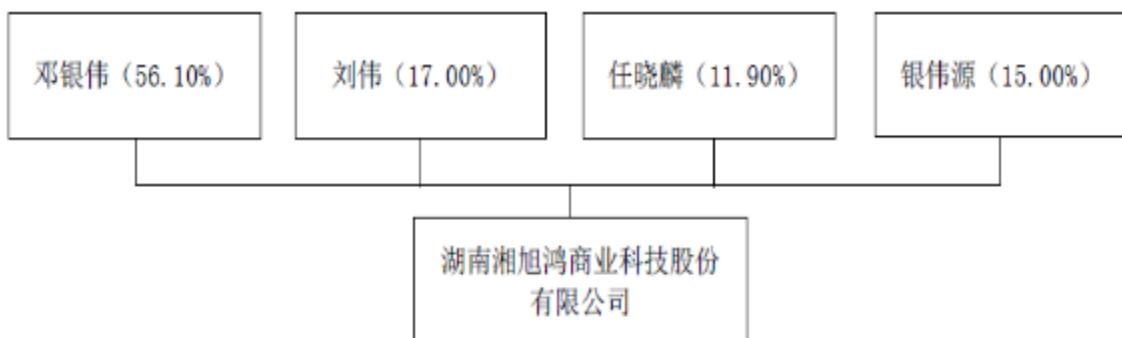 邓银伟（56.10%）
刘伟（17.00%）
任晓麟（11.90%）
银伟源（15.00%）
湖南湘旭鸿商业科技股份
有限公司